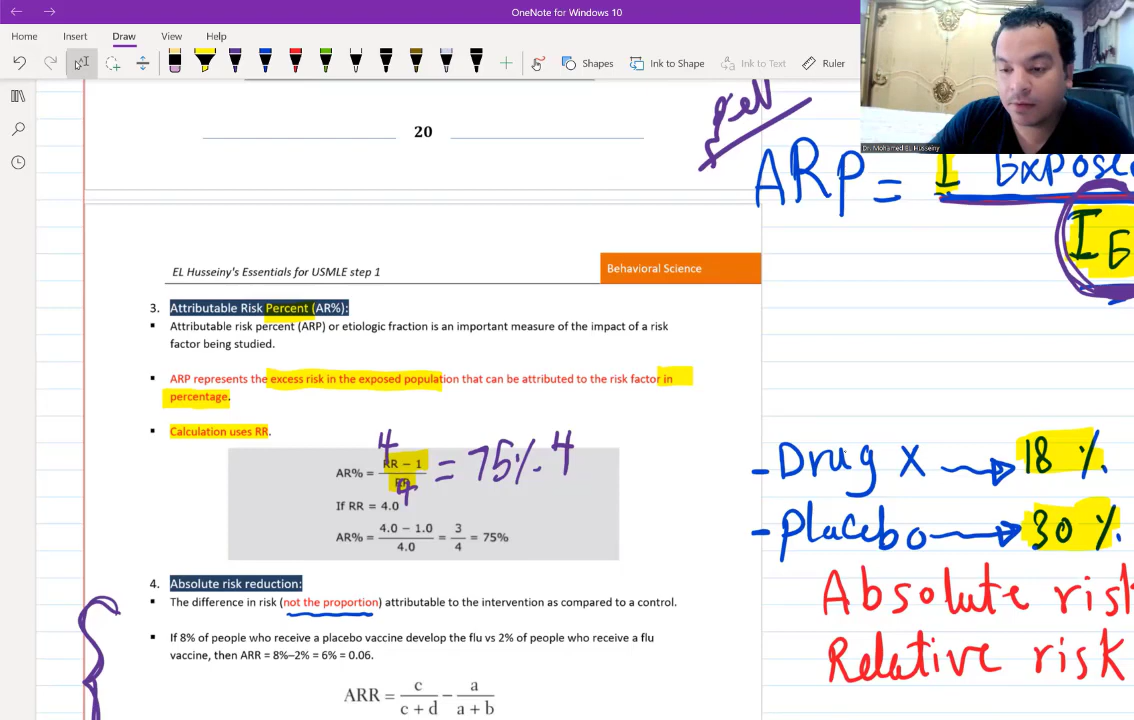 OneNote for Windows 10
Home Insert Draw View Help
Shapes Ink to Shape Ink to Text Ruler
Dr. Mohamed EL Husseiny
20
ARP = I Expose
I E
EL Husseiny's Essentials for USMLE step 1
Behavioral Science
3. Attributable Risk Percent (AR%):
▪ Attributable risk percent (ARP) or etiologic fraction is an important measure of the impact of a risk
factor being studied.
▪ ARP represents the excess risk in the exposed population that can be attributed to the risk factor in
percentage.
▪ Calculation uses RR.
4 4
AR% = RR − 1 = 75%.
4
If RR = 4.0
AR% = 4.0 − 1.0 / 4.0 = 3 / 4 = 75%
- Drug X → 18 %.
- Placebo → 30 %.
Absolute risk
Relative risk
4. Absolute risk reduction:
▪ The difference in risk (not the proportion) attributable to the intervention as compared to a control.
▪ If 8% of people who receive a placebo vaccine develop the flu vs 2% of people who receive a flu
vaccine, then ARR = 8%–2% = 6% = 0.06.
ARR = c / c + d − a / a + b